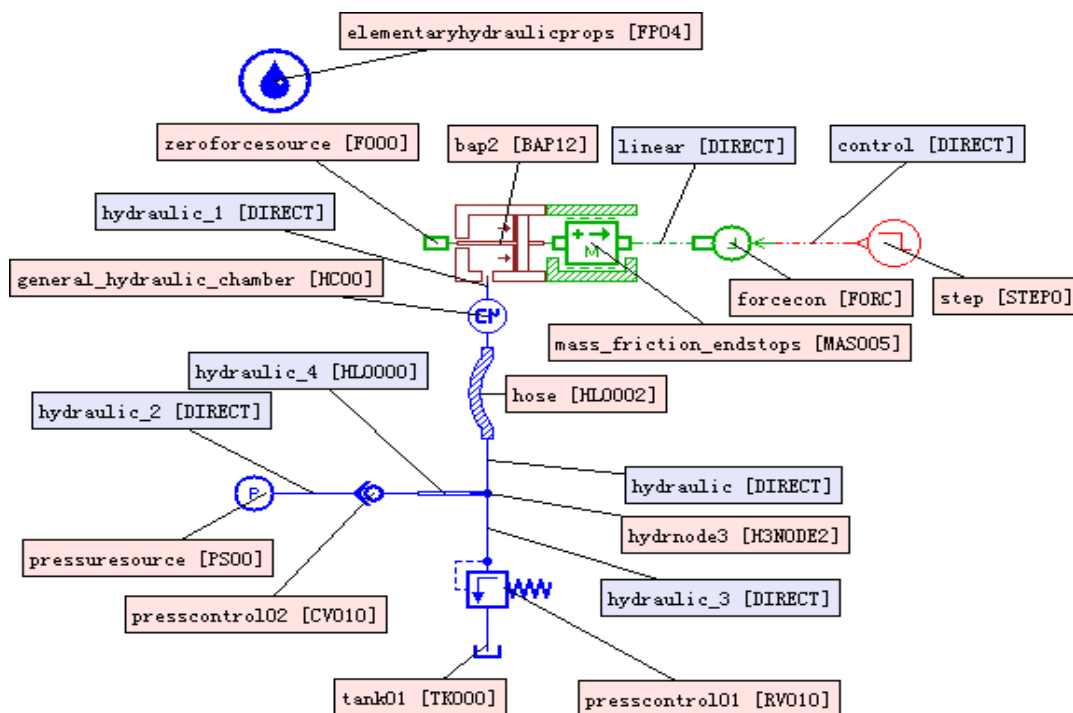 elementaryhydraulicprops [FP04]
zeroforcesource [F000]
bap2 [BAP12]
linear [DIRECT]
control [DIRECT]
hydraulic_1 [DIRECT]
general_hydraulic_chamber [HC00]
M
forcecon [FORC]
step [STEP0]
mass_friction_endstops [MAS005]
hydraulic_4 [HL0000]
hose [HL0002]
hydraulic_2 [DIRECT]
hydraulic [DIRECT]
P
pressuresource [PS00]
hydrnode3 [H3NODE2]
presscontrol02 [CV010]
hydraulic_3 [DIRECT]
tank01 [TK000]
presscontrol01 [RV010]